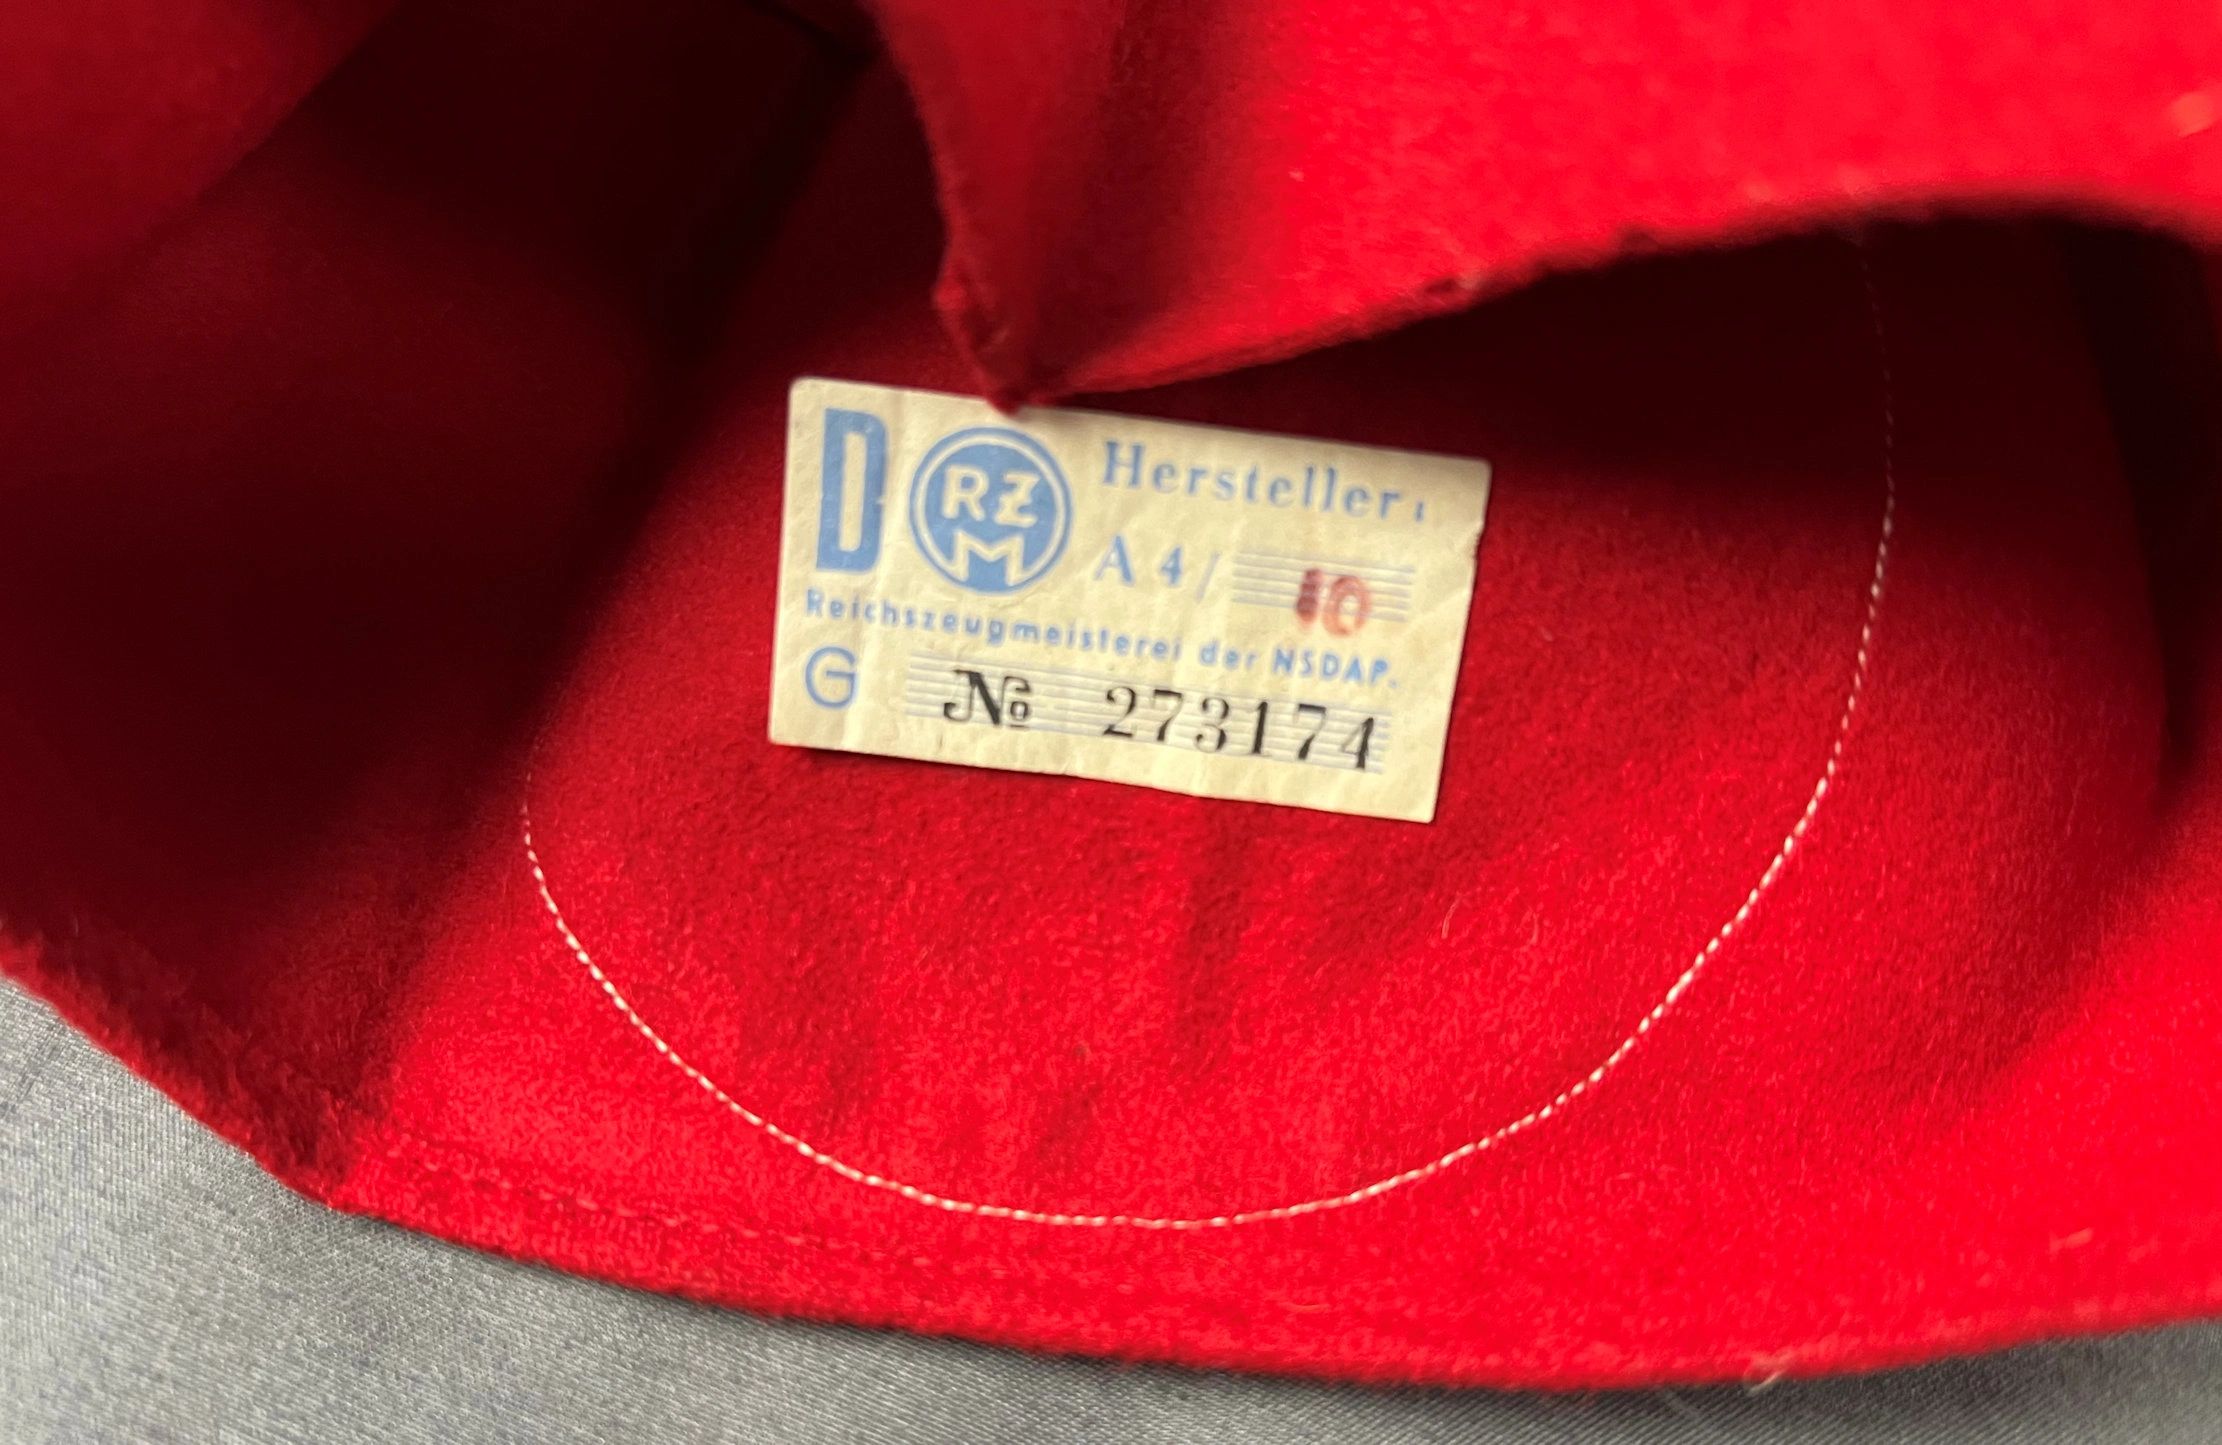 D RZM Hersteller:
A 4/ 10
Reichszeugmeisterei der NSDAP.
G № 273174